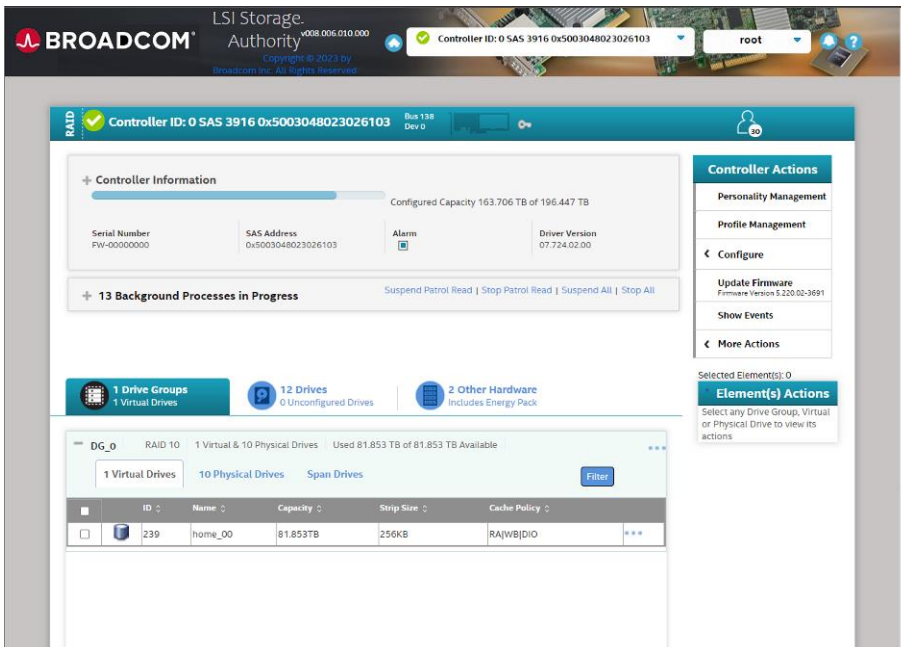 BROADCOM®
LSI Storage.
Authority v008.006.010.000
Copyright © 2023 by
Broadcom Inc. All Rights Reserved
Controller ID: 0 SAS 3916 0x5003048023026103
root
?
RAID
Controller ID: 0 SAS 3916 0x5003048023026103
Bus 138
Dev 0
30
Controller Information
Configured Capacity 163.706 TB of 196.447 TB
Serial Number
FW-00000000
SAS Address
0x5003048023026103
Alarm
Driver Version
07.724.02.00
13 Background Processes in Progress
Suspend Patrol Read | Stop Patrol Read | Suspend All | Stop All
Controller Actions
Personality Management
Profile Management
Configure
Update Firmware
Firmware Version 5.220.02-3691
Show Events
More Actions
Selected Element(s): 0
Element(s) Actions
Select any Drive Group, Virtual
or Physical Drive to view its
actions
1 Drive Groups
1 Virtual Drives
12 Drives
0 Unconfigured Drives
2 Other Hardware
Includes Energy Pack
DG_0 RAID 10 1 Virtual & 10 Physical Drives Used 81.853 TB of 81.853 TB Available
1 Virtual Drives 10 Physical Drives Span Drives
Filter
ID Name Capacity Strip Size Cache Policy
239 home_00 81.853TB 256KB RA|WB|DIO